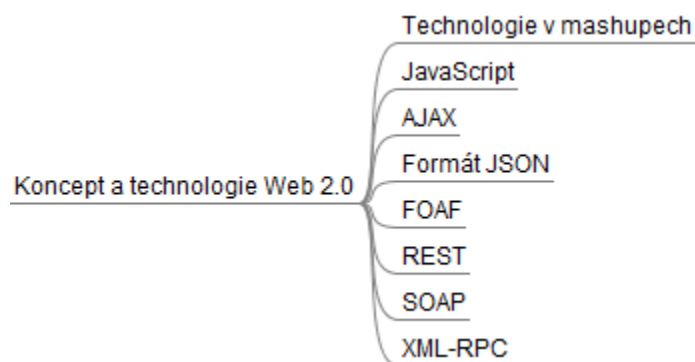 Technologie v mashupech
JavaScript
AJAX
Formát JSON
Koncept a technologie Web 2.0
FOAF
REST
SOAP
XML-RPC